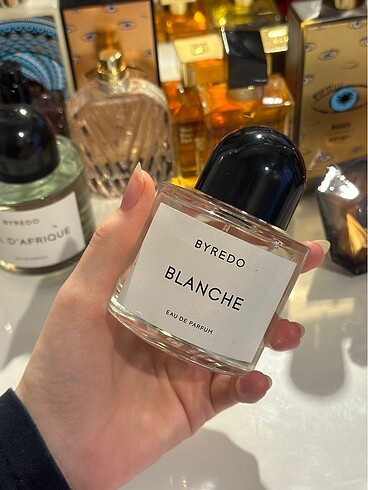 BYREDO
BLANCHE
EAU DE PARFUM
BYREDO
D'AFRIQUE